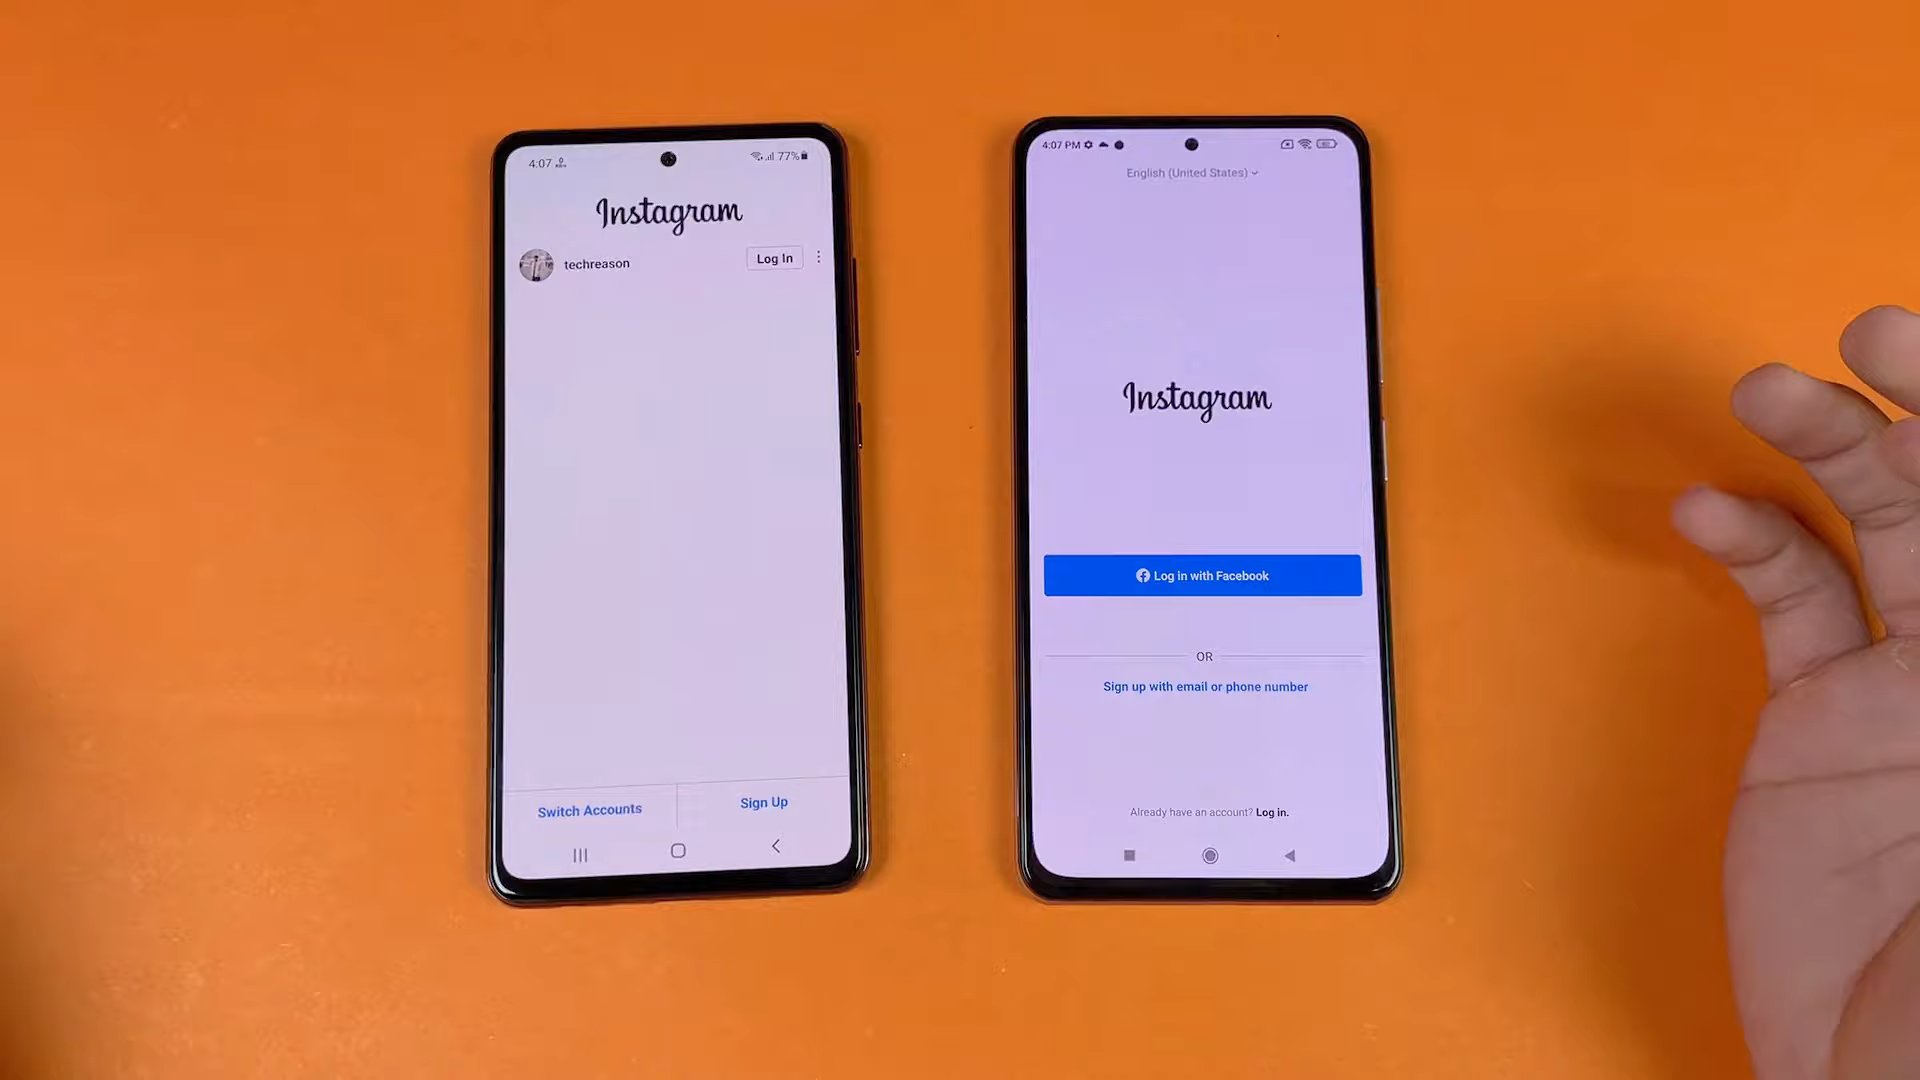 4:07
77%
Instagram
techreason
Log In
Switch Accounts
Sign Up
4:07 PM
English (United States)
Instagram
Log in with Facebook
OR
Sign up with email or phone number
Already have an account? Log in.